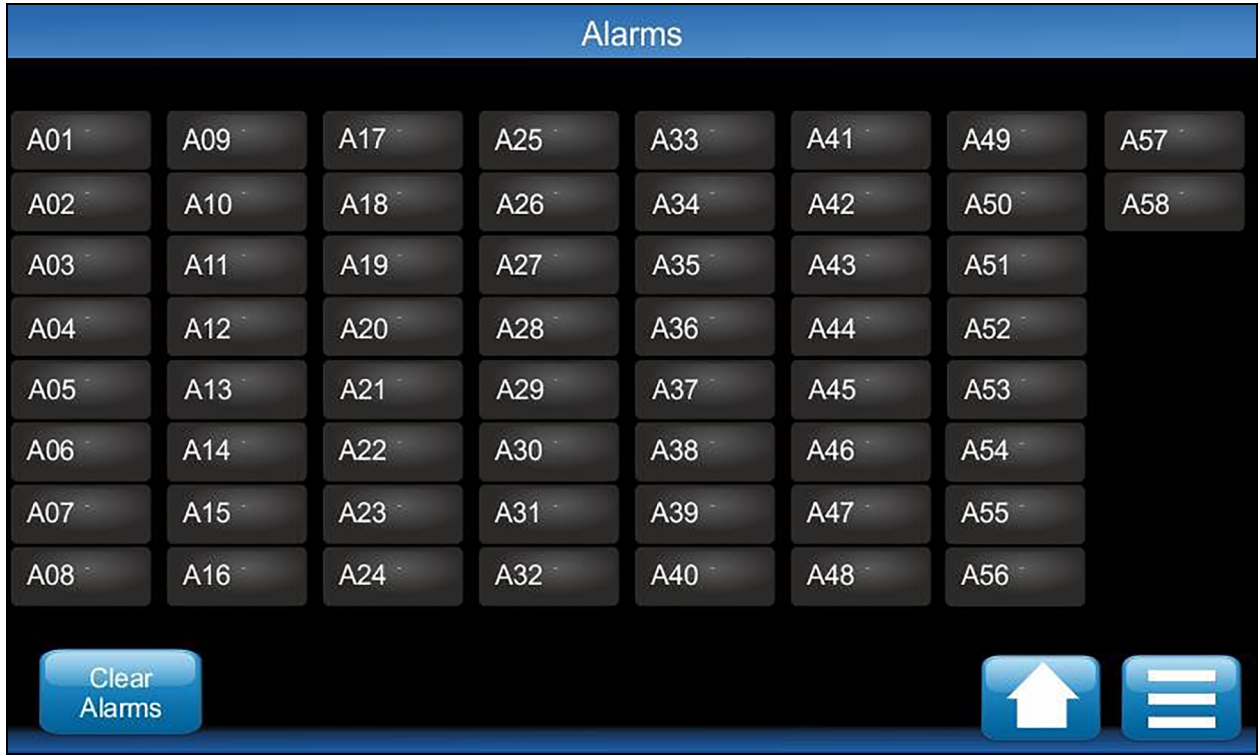 Alarms
A01 - A09 - A17 - A25 - A33 - A41 - A49 - A57 -
A02 - A10 - A18 - A26 - A34 - A42 - A50 - A58 -
A03 - A11 - A19 - A27 - A35 - A43 - A51 -
A04 - A12 - A20 - A28 - A36 - A44 - A52 -
A05 - A13 - A21 - A29 - A37 - A45 - A53 -
A06 - A14 - A22 - A30 - A38 - A46 - A54 -
A07 - A15 - A23 - A31 - A39 - A47 - A55 -
A08 - A16 - A24 - A32 - A40 - A48 - A56 -
Clear
Alarms